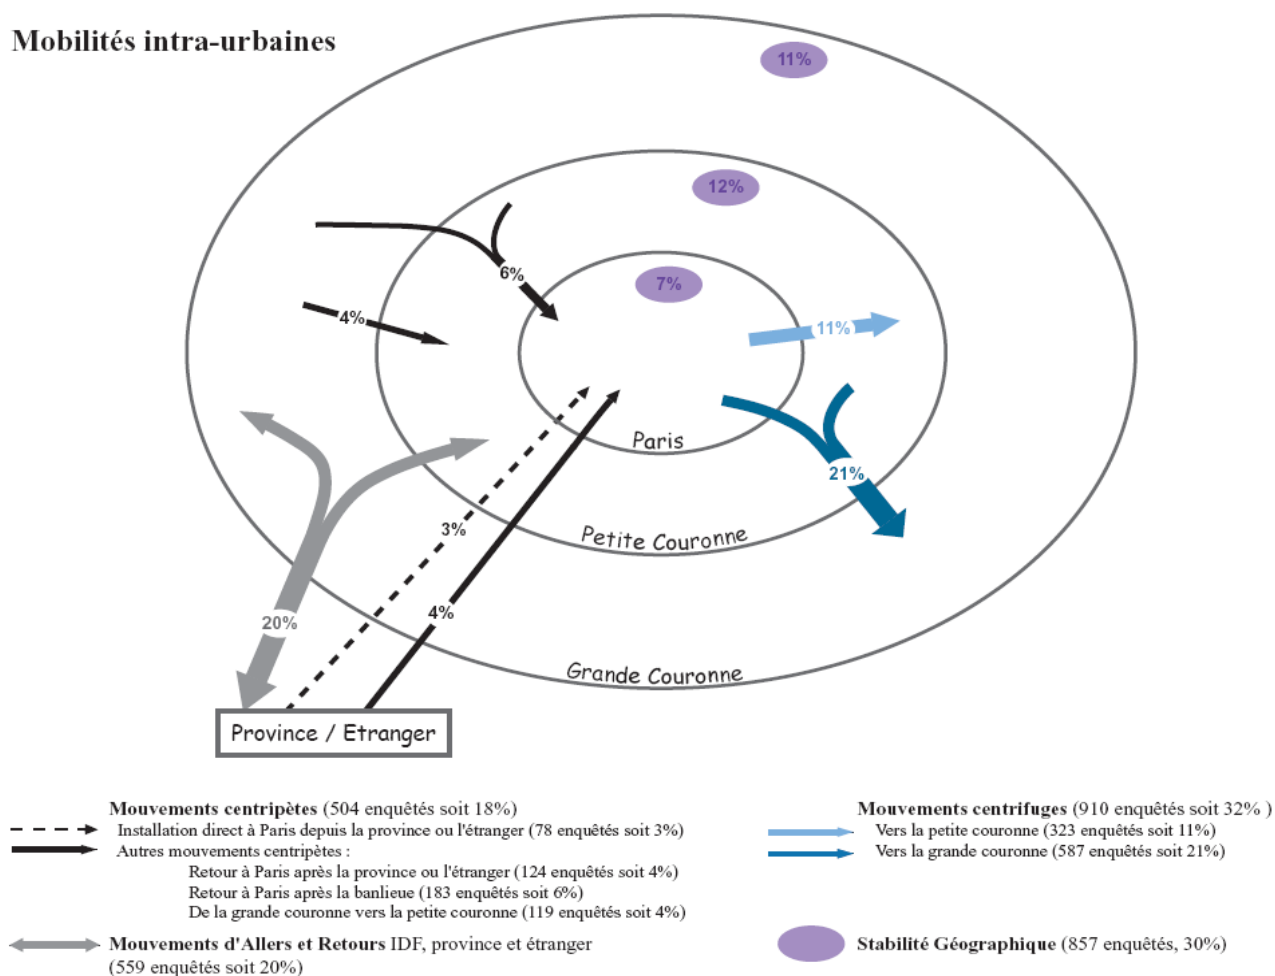 Mobilités intra-urbaines
11%
12%
7%
6%
4%
11%
21%
Paris
3%
Petite Couronne
4%
20%
Grande Couronne
Province / Etranger
Mouvements centripètes (504 enquêtés soit 18%)
Installation direct à Paris depuis la province ou l'étranger (78 enquêtés soit 3%)
Autres mouvements centripètes :
Retour à Paris après la province ou l'étranger (124 enquêtés soit 4%)
Retour à Paris après la banlieue (183 enquêtés soit 6%)
De la grande couronne vers la petite couronne (119 enquêtés soit 4%)
Mouvements d'Allers et Retours IDF, province et étranger
(559 enquêtés soit 20%)
Mouvements centrifuges (910 enquêtés soit 32% )
Vers la petite couronne (323 enquêtés soit 11%)
Vers la grande couronne (587 enquêtés soit 21%)
Stabilité Géographique (857 enquêtés, 30%)